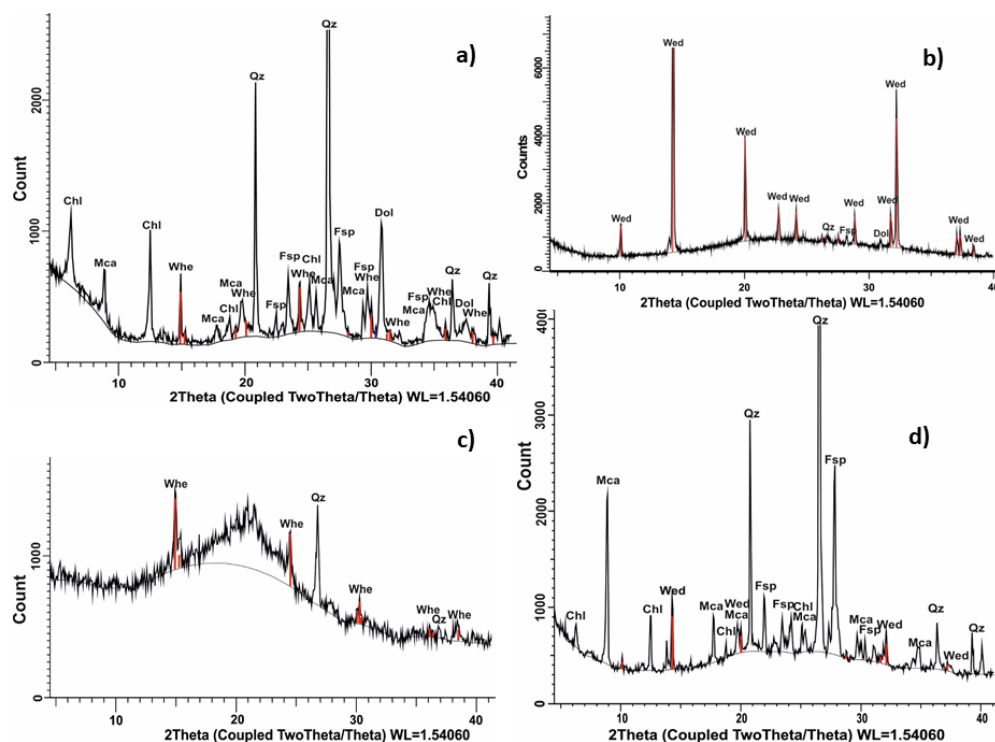 a)
Count
2000
1000
0
Chl
Mca
Chl
Whe
Mca
Chl
Mca
Whe
Qz
Fsp
Fsp
Whe
Chl
Mca
Qz
Fsp
Mca
Fsp
Whe
Dol
Whe
Fsp
Mca
Whe
Chl
Qz
Dol
Whe
Qz
10
20
30
40
2Theta (Coupled TwoTheta/Theta) WL=1.54060
b)
Counts
6000
4000
2000
0
Wed
Wed
Wed
Wed
Wed
Qz
Fsp
Wed
Dol
Wed
Wed
Wed
Wed
10
20
30
40
2Theta (Coupled TwoTheta/Theta) WL=1.54060
c)
Count
1000
0
Whe
Whe
Qz
Whe
Whe
Qz
Whe
10
20
30
40
2Theta (Coupled TwoTheta/Theta) WL=1.54060
d)
Count
4000
3000
2000
1000
0
Chl
Mca
Chl
Wed
Mca
Chl
Wed
Mca
Qz
Fsp
Fsp
Chl
Mca
Qz
Fsp
Mca
Fsp
Wed
Mca
Qz
Wed
Qz
10
20
30
40
2Theta (Coupled TwoTheta/Theta) WL=1.54060